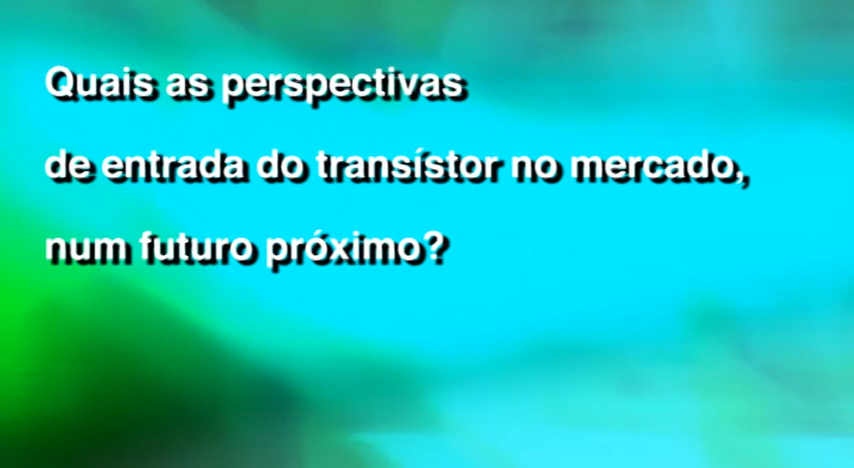 Quais as perspectivas
de entrada do transístor no mercado,
num futuro próximo?